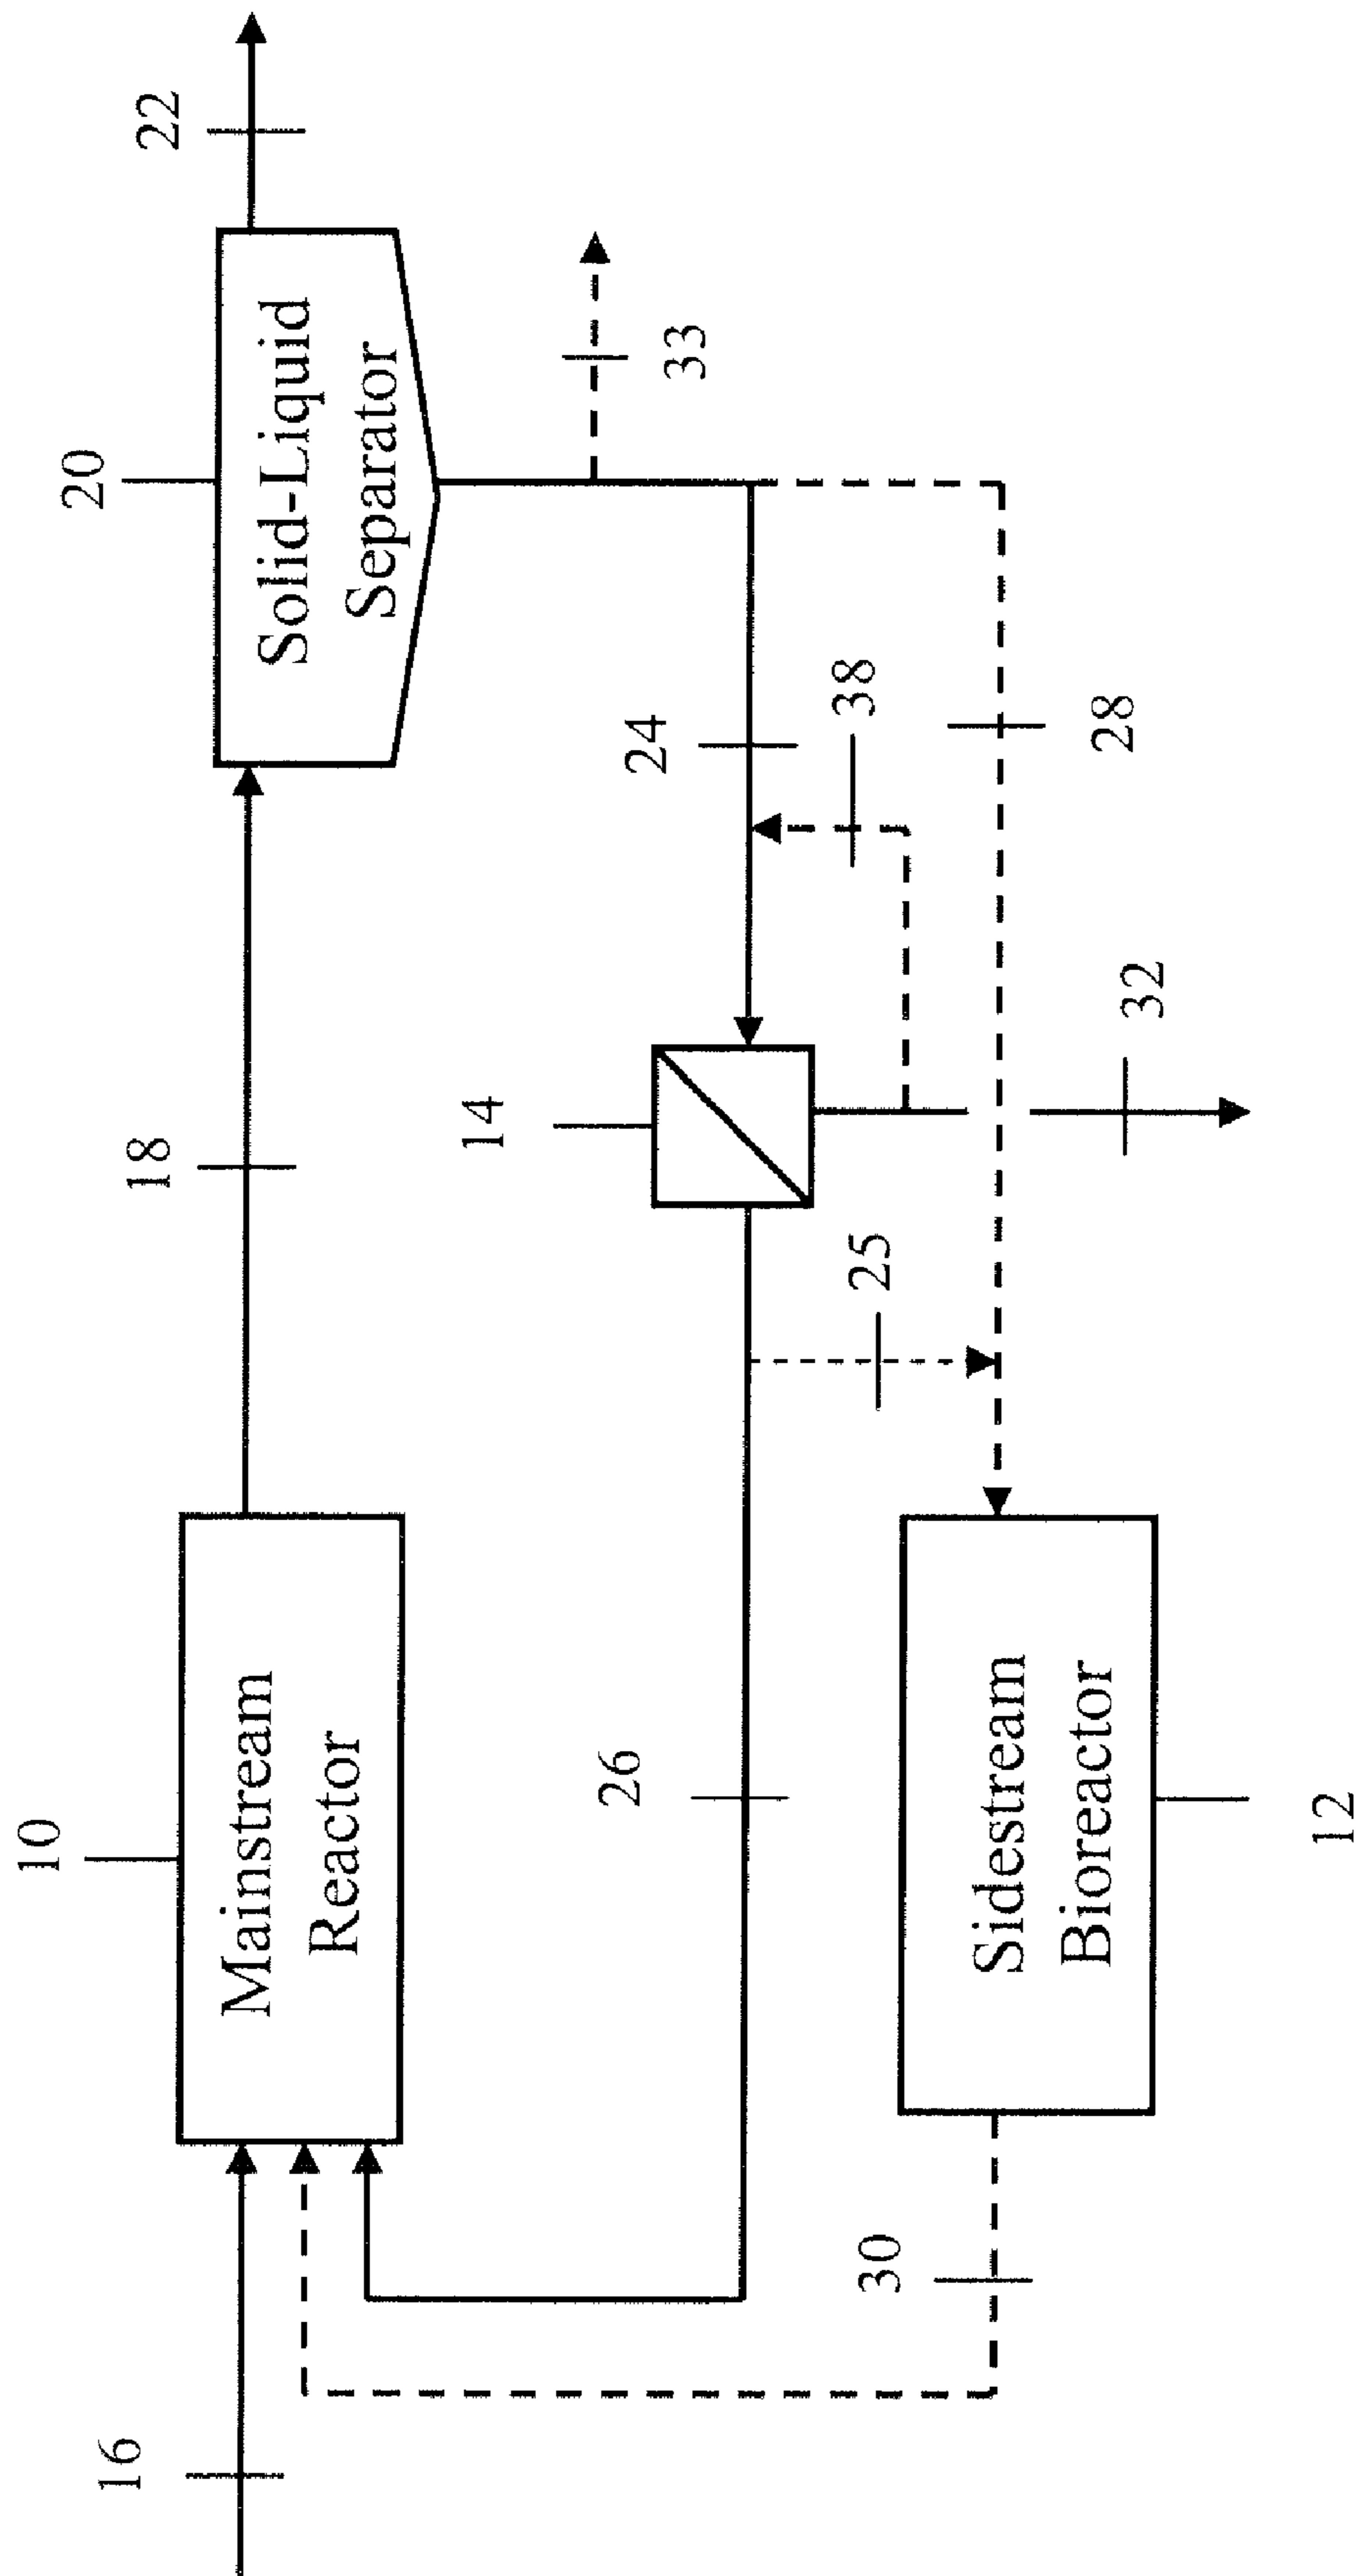 10
Mainstream
Reactor
16
18
20
Solid-Liquid
Separator
22
33
24
38
14
25
26
28
32
30
Sidestream
Bioreactor
12